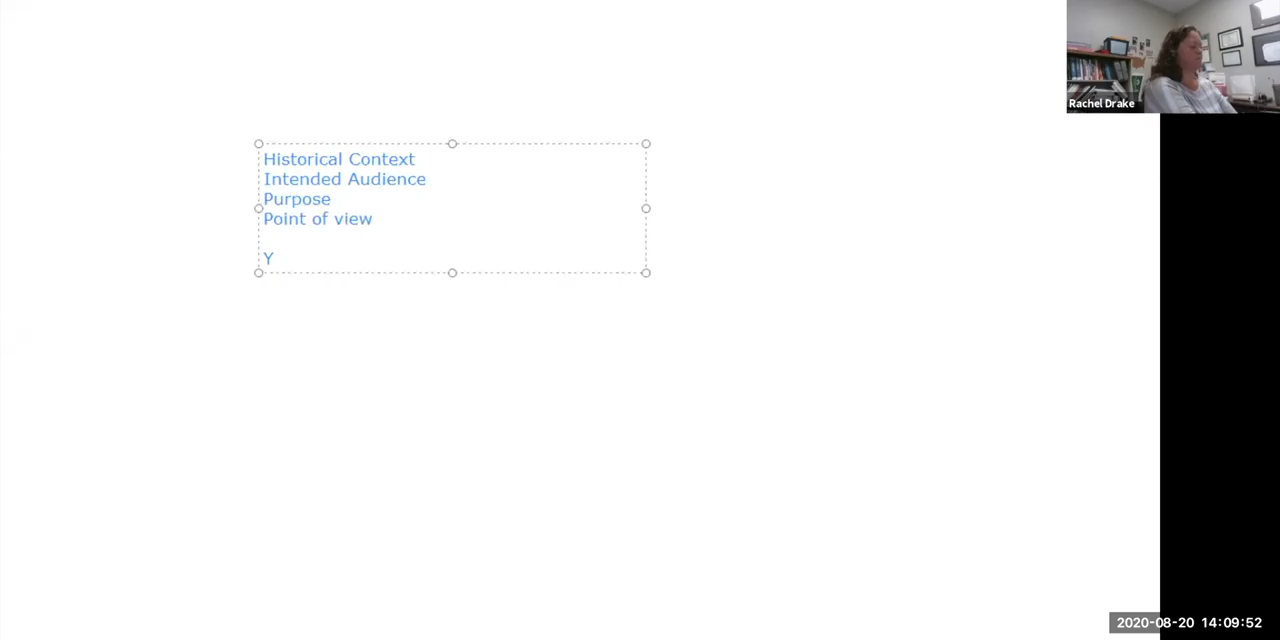 Rachel Drake
Historical Context
Intended Audience
Purpose
Point of view
Y
2020-08-20 14:09:52